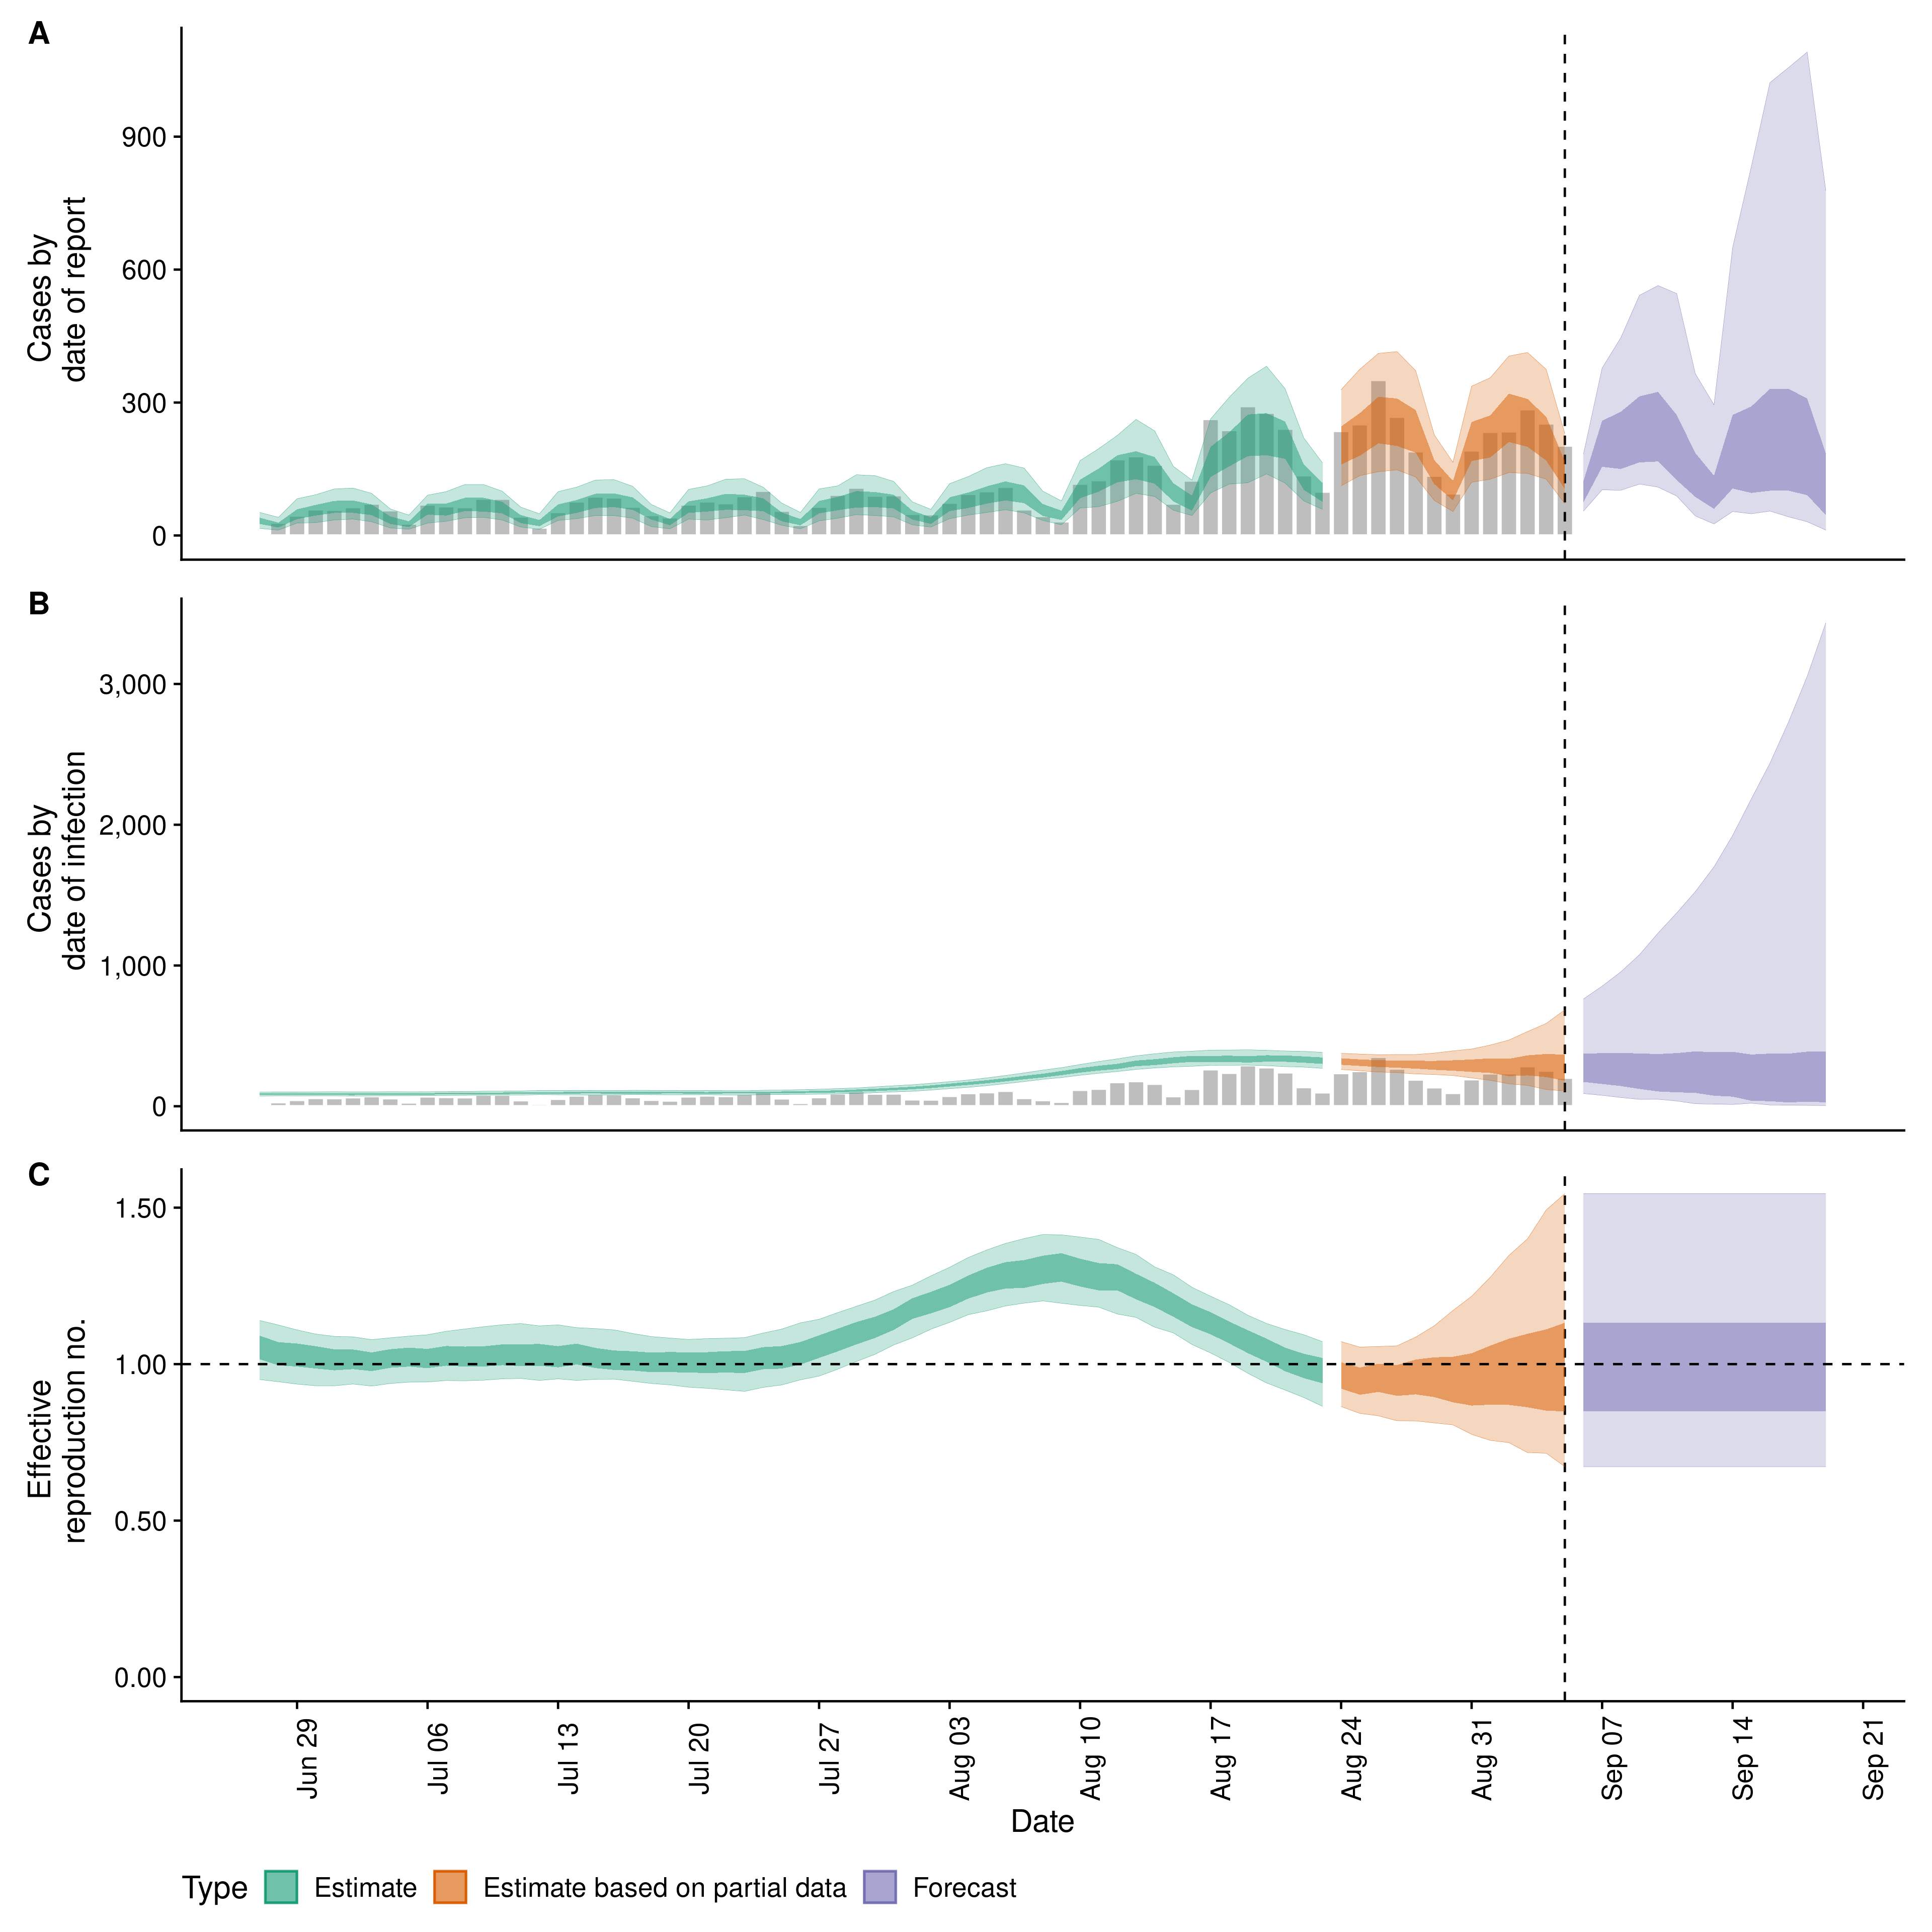 A
Cases by
date of report
900
600
300
0
B
Cases by
date of infection
3,000
2,000
1,000
0
C
Effective
reproduction no.
1.50
1.00
0.50
0.00
Jun 29
Jul 06
Jul 13
Jul 20
Jul 27
Aug 03
Aug 10
Aug 17
Aug 24
Aug 31
Sep 07
Sep 14
Sep 21
Date
Type
Estimate
Estimate based on partial data
Forecast